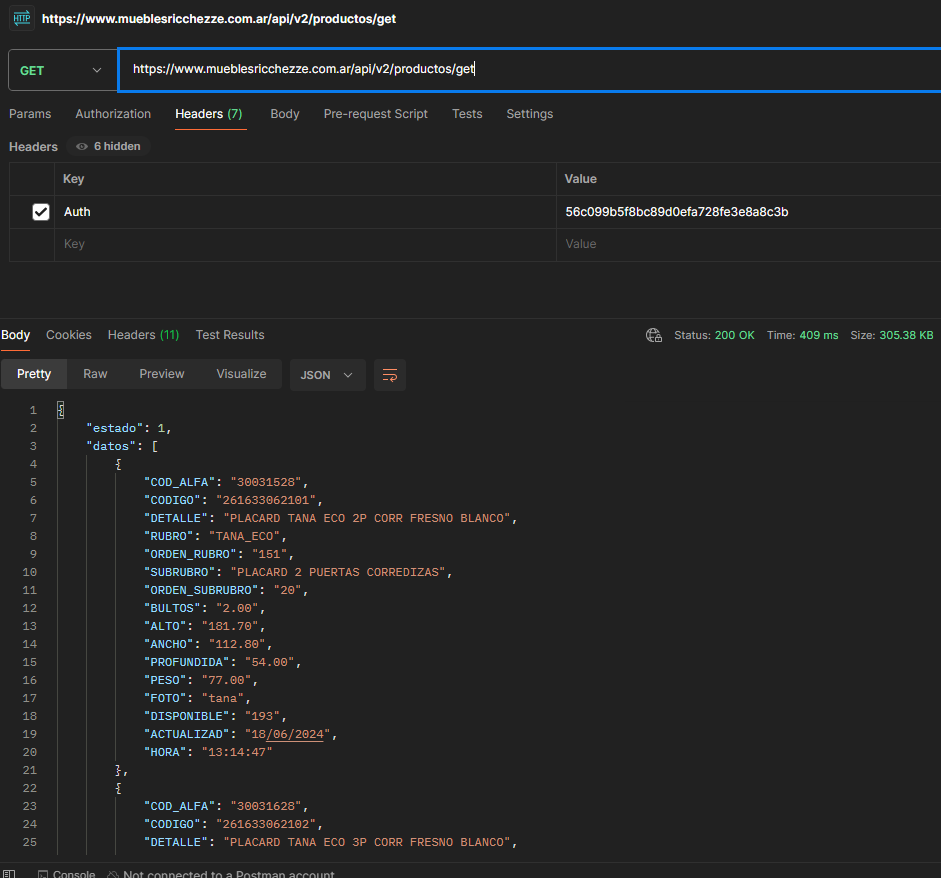 HTTP https://www.mueblesricchezze.com.ar/api/v2/productos/get
GET https://www.mueblesricchezze.com.ar/api/v2/productos/get
Params Authorization Headers (7) Body Pre-request Script Tests Settings
Headers 6 hidden
Key Value
Auth 56c099b5f8bc89d0efa728fe3e8a8c3b
Key Value
Body Cookies Headers (11) Test Results Status: 200 OK Time: 409 ms Size: 305.38 KB
Pretty Raw Preview Visualize JSON
1 {
2 "estado": 1,
3 "datos": [
4 {
5 "COD_ALFA": "30031528",
6 "CODIGO": "261633062101",
7 "DETALLE": "PLACARD TANA ECO 2P CORR FRESNO BLANCO",
8 "RUBRO": "TANA_ECO",
9 "ORDEN_RUBRO": "151",
10 "SUBRUBRO": "PLACARD 2 PUERTAS CORREDIZAS",
11 "ORDEN_SUBRUBRO": "20",
12 "BULTOS": "2.00",
13 "ALTO": "181.70",
14 "ANCHO": "112.80",
15 "PROFUNDIDA": "54.00",
16 "PESO": "77.00",
17 "FOTO": "tana",
18 "DISPONIBLE": "193",
19 "ACTUALIZAD": "18/06/2024",
20 "HORA": "13:14:47"
21 },
22 {
23 "COD_ALFA": "30031628",
24 "CODIGO": "261633062102",
25 "DETALLE": "PLACARD TANA ECO 3P CORR FRESNO BLANCO",
Console Not connected to a Postman account